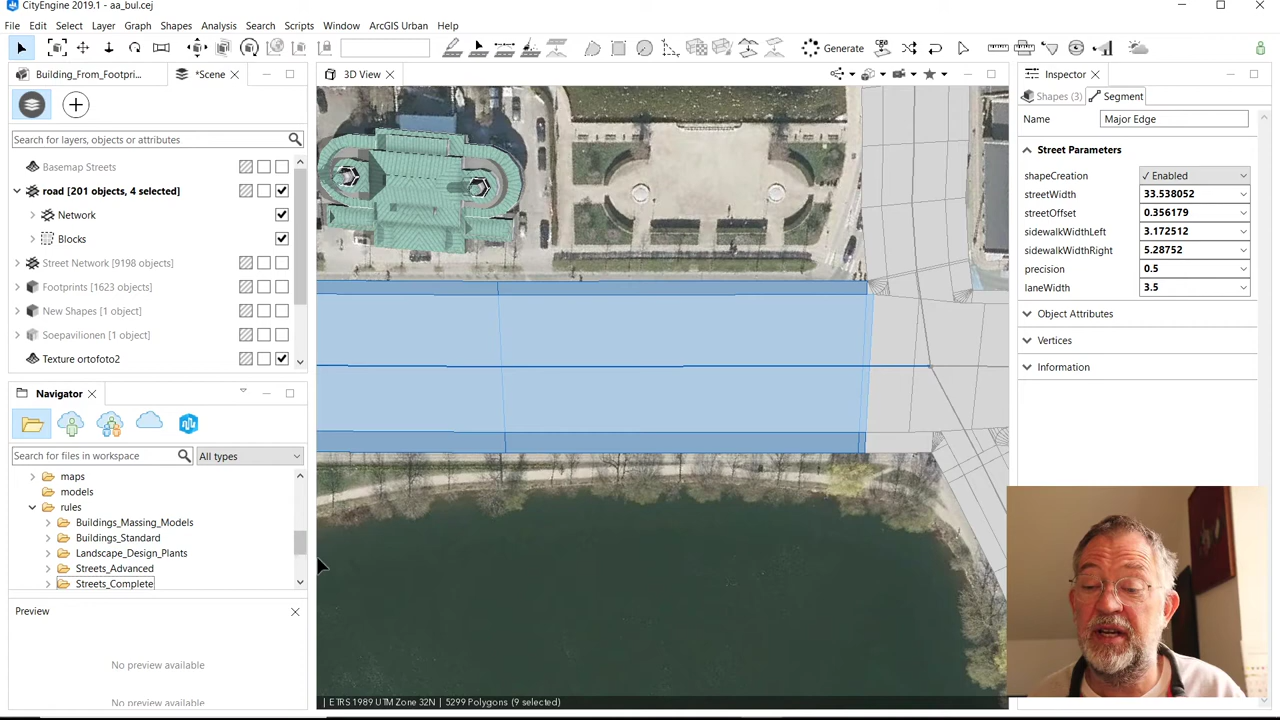 CityEngine 2019.1 - aa_bul.cej
File Edit Select Layer Graph Shapes Analysis Search Scripts Window ArcGIS Urban Help
Generate
Building_From_Footpri...
*Scene
3D View
Inspector
Shapes (3)
Segment
Search for layers, objects or attributes
Name
Major Edge
Basemap Streets
road [201 objects, 4 selected]
Network
Blocks
Street Network [9198 objects]
Footprints [1623 objects]
New Shapes [1 object]
Soepavilionen [1 object]
Texture ortofoto2
Street Parameters
shapeCreation ✓ Enabled
streetWidth 33.538052
streetOffset 0.356179
sidewalkWidthLeft 3.172512
sidewalkWidthRight 5.28752
precision 0.5
laneWidth 3.5
Object Attributes
Vertices
Information
Navigator
Search for files in workspace
All types
maps
models
rules
Buildings_Massing_Models
Buildings_Standard
Landscape_Design_Plants
Streets_Advanced
Streets_Complete
Preview
No preview available
No preview available
ETRS 1989 UTM Zone 32N | 5299 Polygons (9 selected)